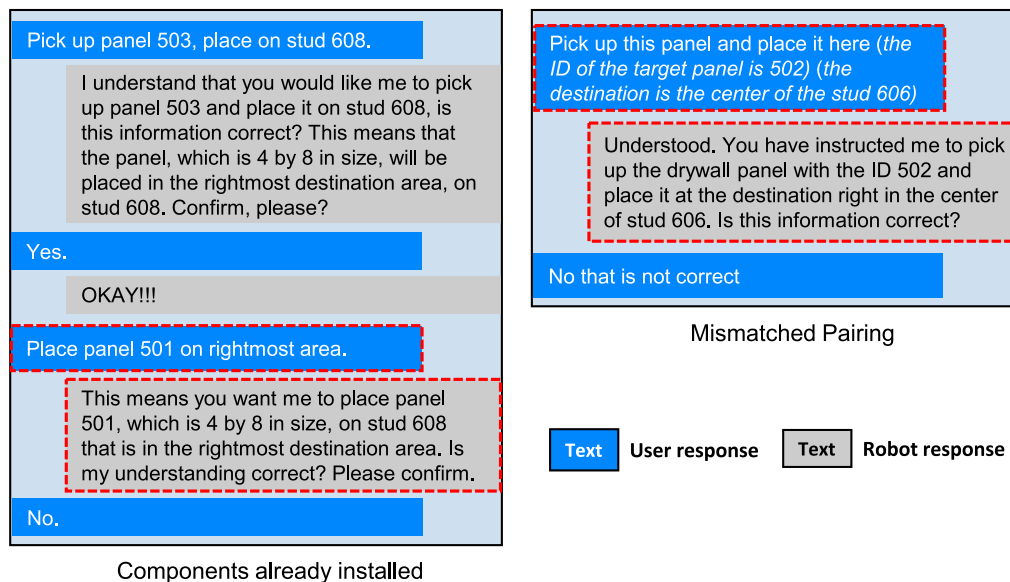 Pick up panel 503, place on stud 608.
I understand that you would like me to pick
up panel 503 and place it on stud 608, is
this information correct? This means that
the panel, which is 4 by 8 in size, will be
placed in the rightmost destination area, on
stud 608. Confirm, please?
Yes.
OKAY!!!
Place panel 501 on rightmost area.
This means you want me to place panel
501, which is 4 by 8 in size, on stud 608
that is in the rightmost destination area. Is
my understanding correct? Please confirm.
No.
Components already installed
Pick up this panel and place it here (the
ID of the target panel is 502) (the
destination is the center of the stud 606)
Understood. You have instructed me to pick
up the drywall panel with the ID 502 and
place it at the destination right in the center
of stud 606. Is this information correct?
No that is not correct
Mismatched Pairing
Text User response
Text Robot response